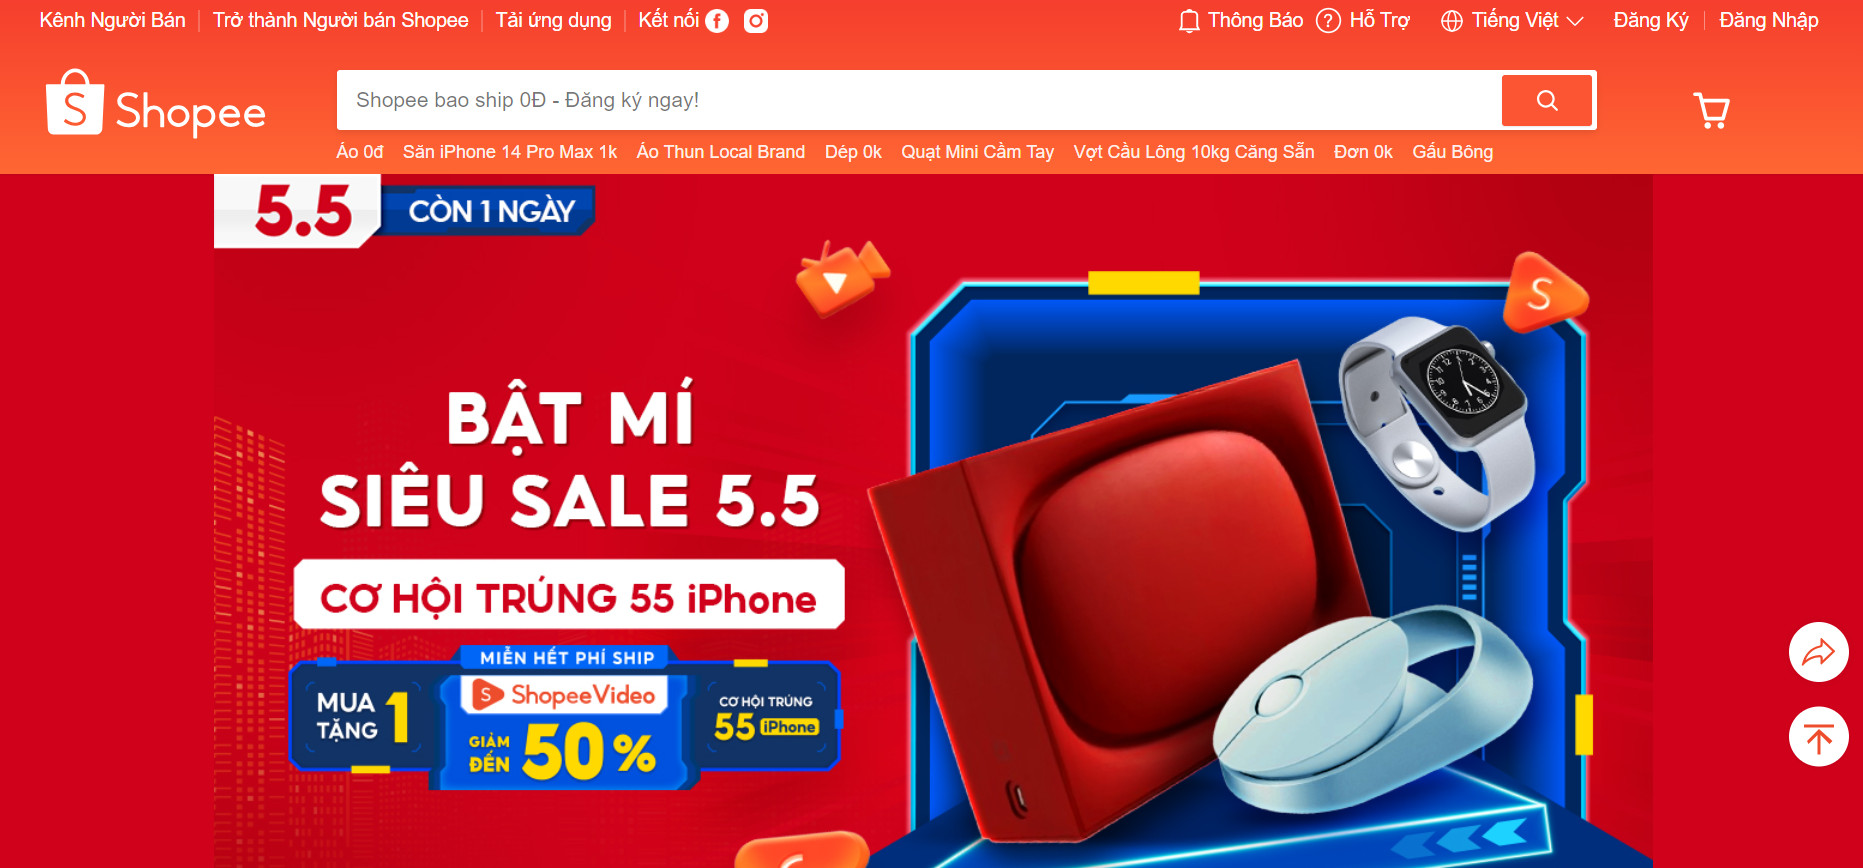 Kênh Người Bán
Trở thành Người bán Shopee
Tải ứng dụng
Kết nối
Thông Báo
Hỗ Trợ
Tiếng Việt
Đăng Ký
Đăng Nhập
Shopee
Shopee bao ship 0Đ - Đăng ký ngay!
Áo 0đ
Săn iPhone 14 Pro Max 1k
Áo Thun Local Brand
Dép 0k
Quạt Mini Cầm Tay
Vợt Cầu Lông 10kg Căng Sẵn
Đơn 0k
Gấu Bông
5.5
CÒN 1 NGÀY
BẬT MÍ
SIÊU SALE 5.5
CƠ HỘI TRÚNG 55 iPhone
MIỄN HẾT PHÍ SHIP
MUA
TẶNG 1
ShopeeVideo
GIẢM
ĐẾN 50%
CƠ HỘI TRÚNG
55 iPhone